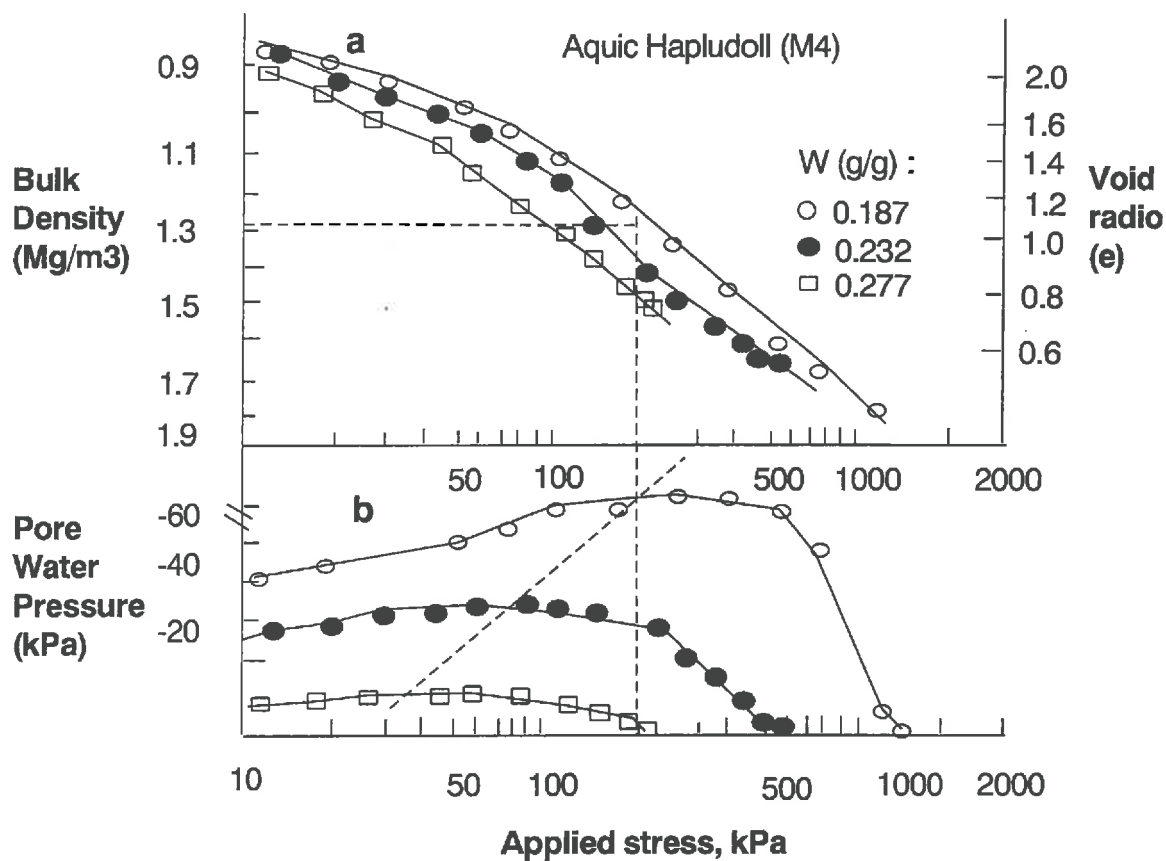 a
Aquic Hapludoll (M4)
0.9
1.1
1.3
1.5
1.7
1.9
Bulk
Density
(Mg/m3)
W (g/g) :
0.187
0.232
0.277
2.0
1.6
1.4
1.2
1.0
0.8
0.6
Void
radio
(e)
50 100 500 1000 2000
b
-60
-40
-20
Pore
Water
Pressure
(kPa)
10 50 100 500 1000 2000
Applied stress, kPa